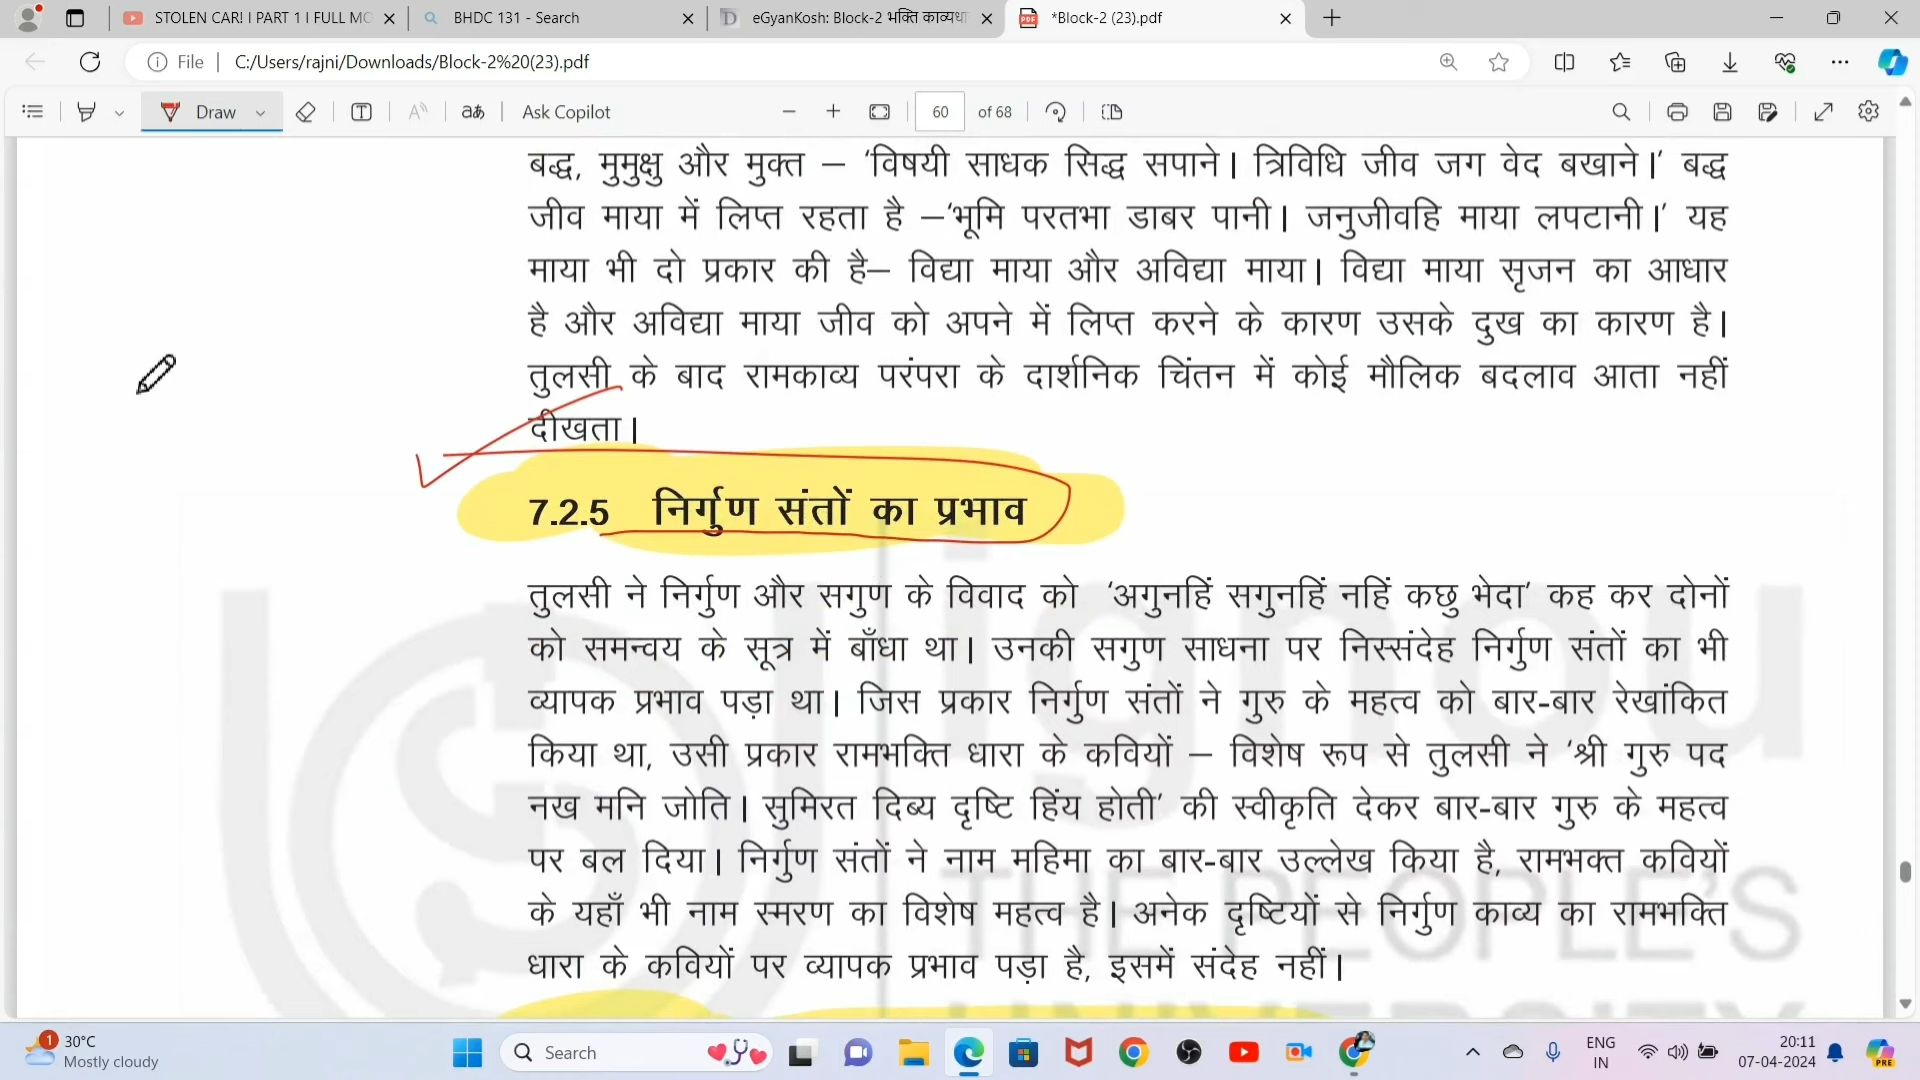 STOLEN CAR! I PART 1 I FULL MO
BHDC 131 - Search
eGyanKosh: Block-2 भक्ति काव्यधा
*Block-2 (23).pdf
File
C:/Users/rajni/Downloads/Block-2%20(23).pdf
Draw
Ask Copilot
60 of 68
बद्ध, मुमुक्षु और मुक्त – ‘विषयी साधक सिद्ध सपाने। त्रिविधि जीव जग वेद बखाने।’ बद्ध
जीव माया में लिप्त रहता है –‘भूमि परतभा डाबर पानी। जनुजीवहि माया लपटानी।’ यह
माया भी दो प्रकार की है– विद्या माया और अविद्या माया। विद्या माया सृजन का आधार
है और अविद्या माया जीव को अपने में लिप्त करने के कारण उसके दुख का कारण है।
तुलसी के बाद रामकाव्य परंपरा के दार्शनिक चिंतन में कोई मौलिक बदलाव आता नहीं
दीखता।
7.2.5 निर्गुण संतों का प्रभाव
तुलसी ने निर्गुण और सगुण के विवाद को ‘अगुनहिं सगुनहिं नहिं कछु भेदा’ कह कर दोनों
को समन्वय के सूत्र में बाँधा था। उनकी सगुण साधना पर निस्संदेह निर्गुण संतों का भी
व्यापक प्रभाव पड़ा था। जिस प्रकार निर्गुण संतों ने गुरु के महत्व को बार-बार रेखांकित
किया था, उसी प्रकार रामभक्ति धारा के कवियों – विशेष रूप से तुलसी ने ‘श्री गुरु पद
नख मनि जोति। सुमिरत दिब्य दृष्टि हिंय होती’ की स्वीकृति देकर बार-बार गुरु के महत्व
पर बल दिया। निर्गुण संतों ने नाम महिमा का बार-बार उल्लेख किया है, रामभक्त कवियों
के यहाँ भी नाम स्मरण का विशेष महत्व है। अनेक दृष्टियों से निर्गुण काव्य का रामभक्ति
धारा के कवियों पर व्यापक प्रभाव पड़ा है, इसमें संदेह नहीं।
ignou
THE PEOPLE'S
UNIVERSITY
1
30°C
Mostly cloudy
Search
ENG
IN
20:11
07-04-2024
PRE